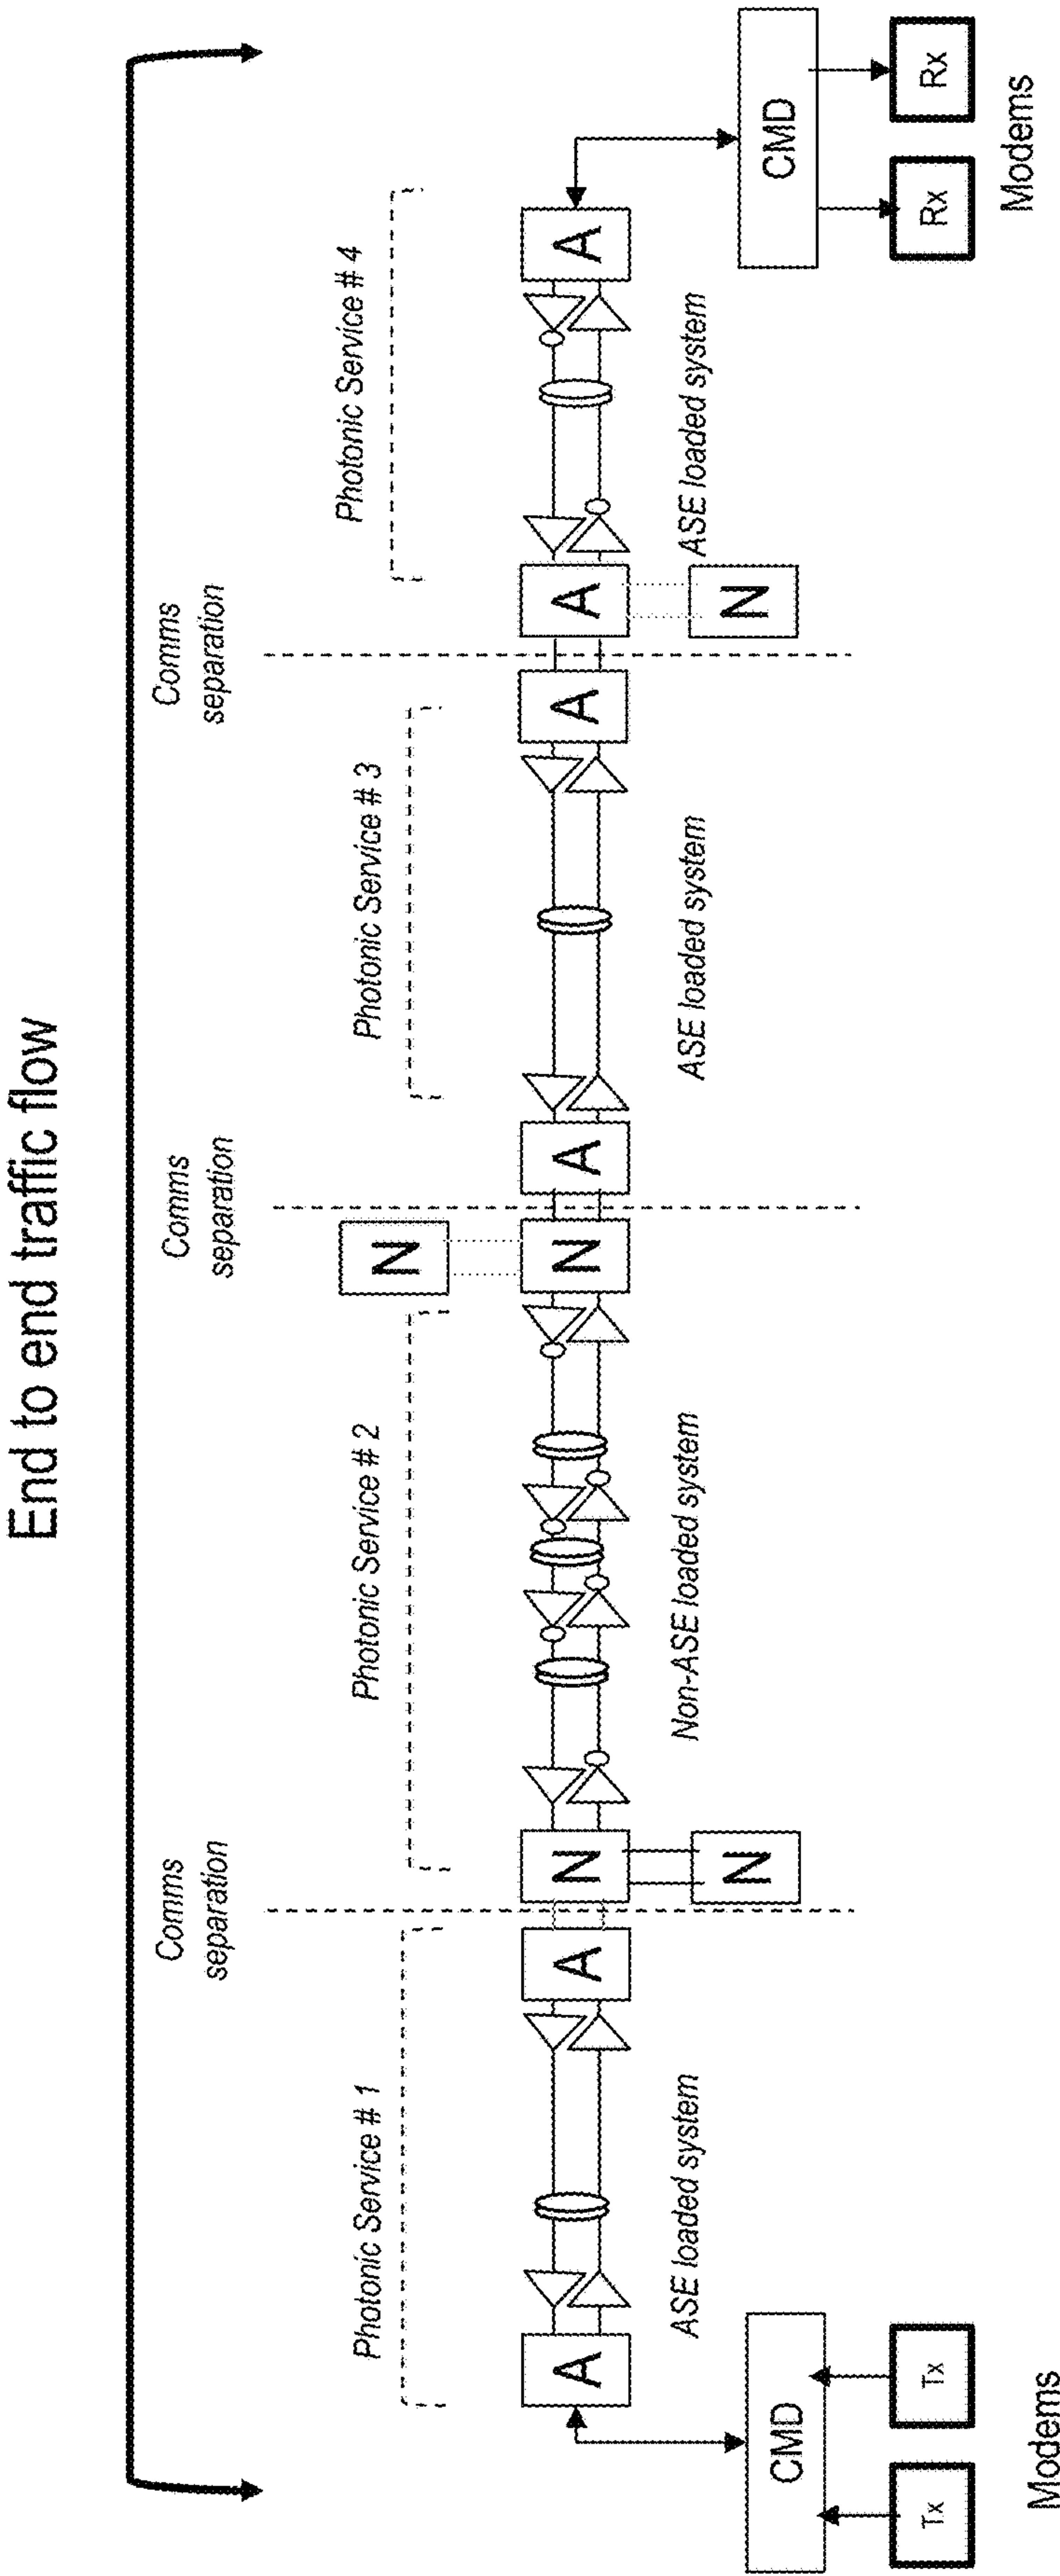 End to end traffic flow
Comms
separation
Comms
separation
Comms
separation
Photonic Service # 1
Photonic Service # 2
Photonic Service # 3
Photonic Service # 4
N
A
A
N
N
A
A
A
A
N
N
ASE loaded system
Non-ASE loaded system
ASE loaded system
ASE loaded system
CMD
CMD
Tx
Tx
Rx
Rx
Modems
Modems